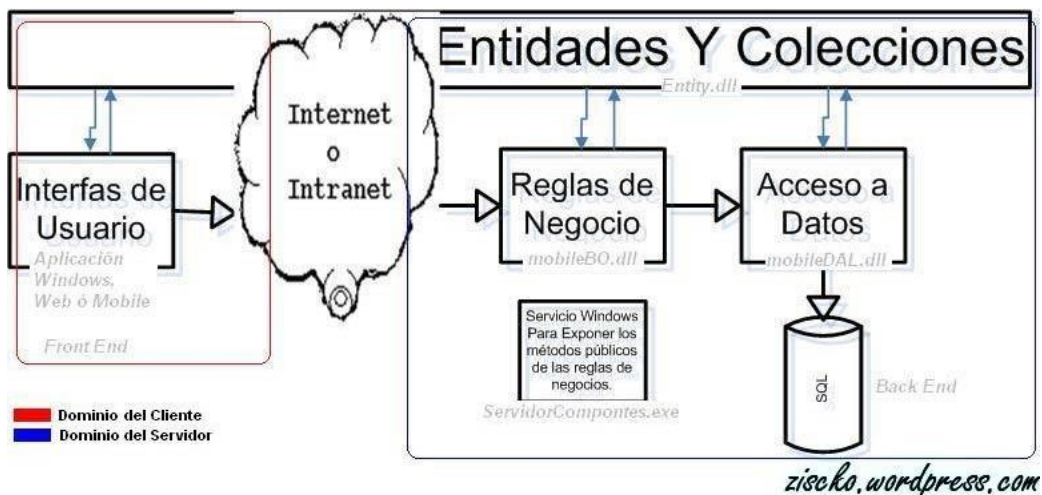 Entidades Y Colecciones
Entity.dll
Internet
o
Intranet
Interfas de
Usuario
Aplicación
Windows,
Web ó Mobile
Front End
Reglas de
Negocio
mobileBO.dll
Acceso a
Datos
mobileDAL.dll
Servicio Windows
Para Exponer los
métodos públicos
de las reglas de
negocios.
ServidorCompontes.exe
SQL
Back End
Dominio del Cliente
Dominio del Servidor
ziscko.wordpress.com